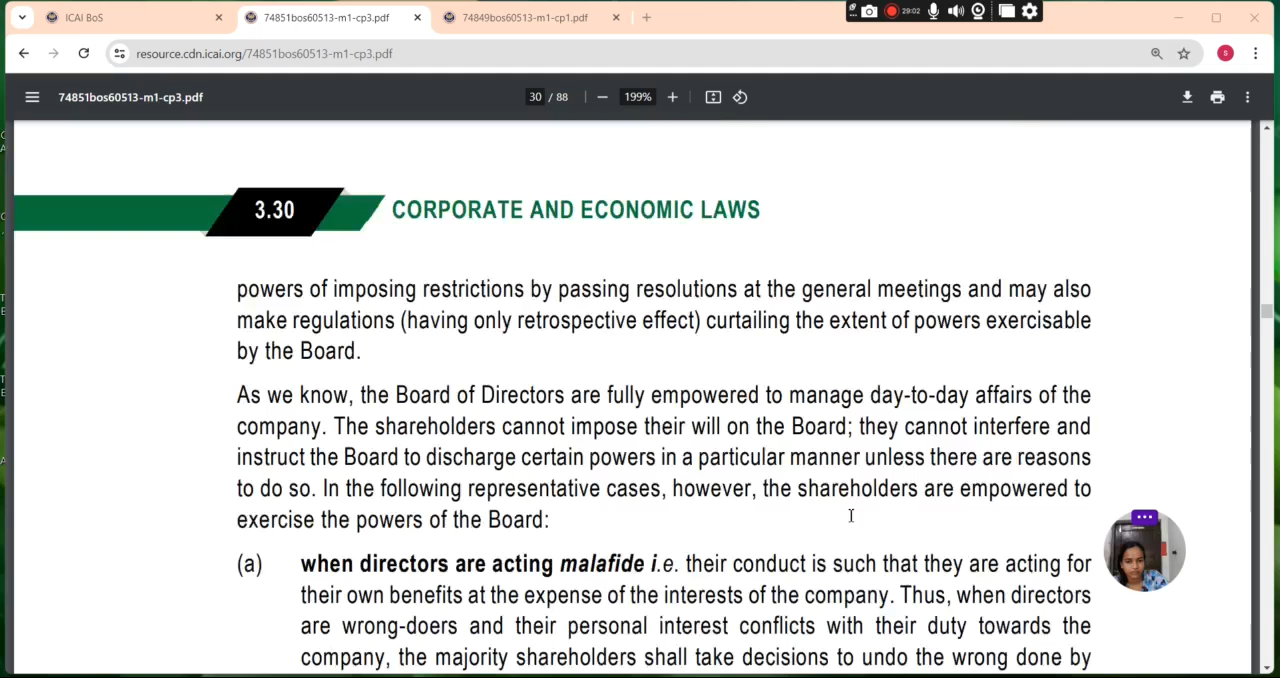 ICAI BoS
74851bos60513-m1-cp3.pdf
74849bos60513-m1-cp1.pdf
29:02
resource.cdn.icai.org/74851bos60513-m1-cp3.pdf
S
74851bos60513-m1-cp3.pdf
30 / 88
199%
3.30 CORPORATE AND ECONOMIC LAWS
powers of imposing restrictions by passing resolutions at the general meetings and may also
make regulations (having only retrospective effect) curtailing the extent of powers exercisable
by the Board.
As we know, the Board of Directors are fully empowered to manage day-to-day affairs of the
company. The shareholders cannot impose their will on the Board; they cannot interfere and
instruct the Board to discharge certain powers in a particular manner unless there are reasons
to do so. In the following representative cases, however, the shareholders are empowered to
exercise the powers of the Board:
(a) when directors are acting malafide i.e. their conduct is such that they are acting for
their own benefits at the expense of the interests of the company. Thus, when directors
are wrong-doers and their personal interest conflicts with their duty towards the
company, the majority shareholders shall take decisions to undo the wrong done by